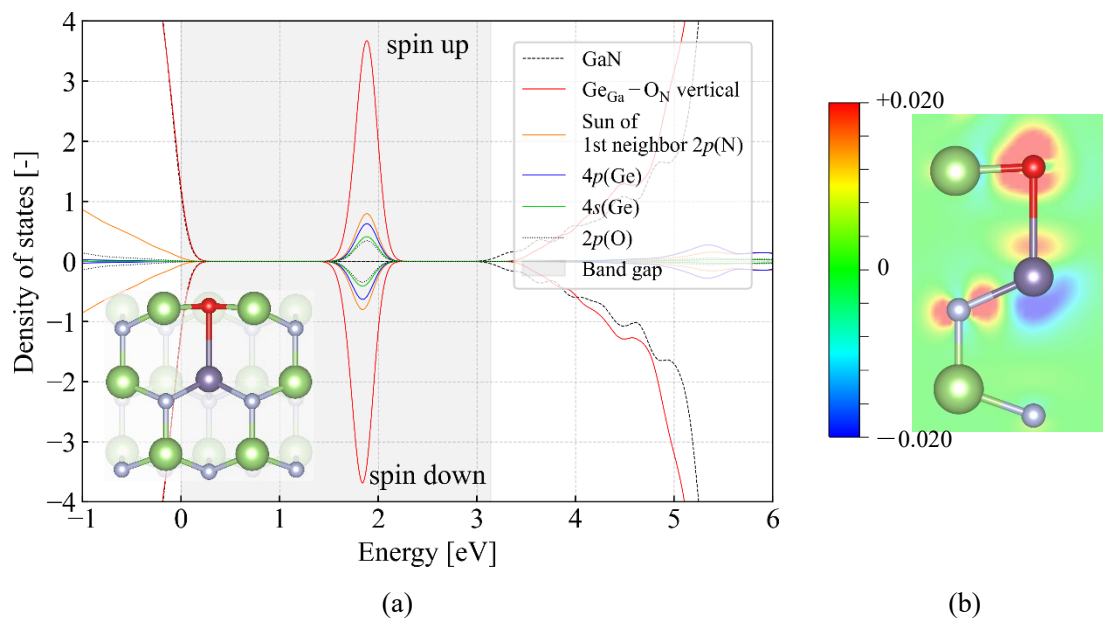 4
3
2
1
0
−1
−2
−3
−4
Density of states [-]
spin up
spin down
GaN
GeGa−ON vertical
Sun of
1st neighbor 2p(N)
4p(Ge)
4s(Ge)
2p(O)
Band gap
−1 0 1 2 3 4 5 6
Energy [eV]
(a)
+0.020
0
−0.020
(b)